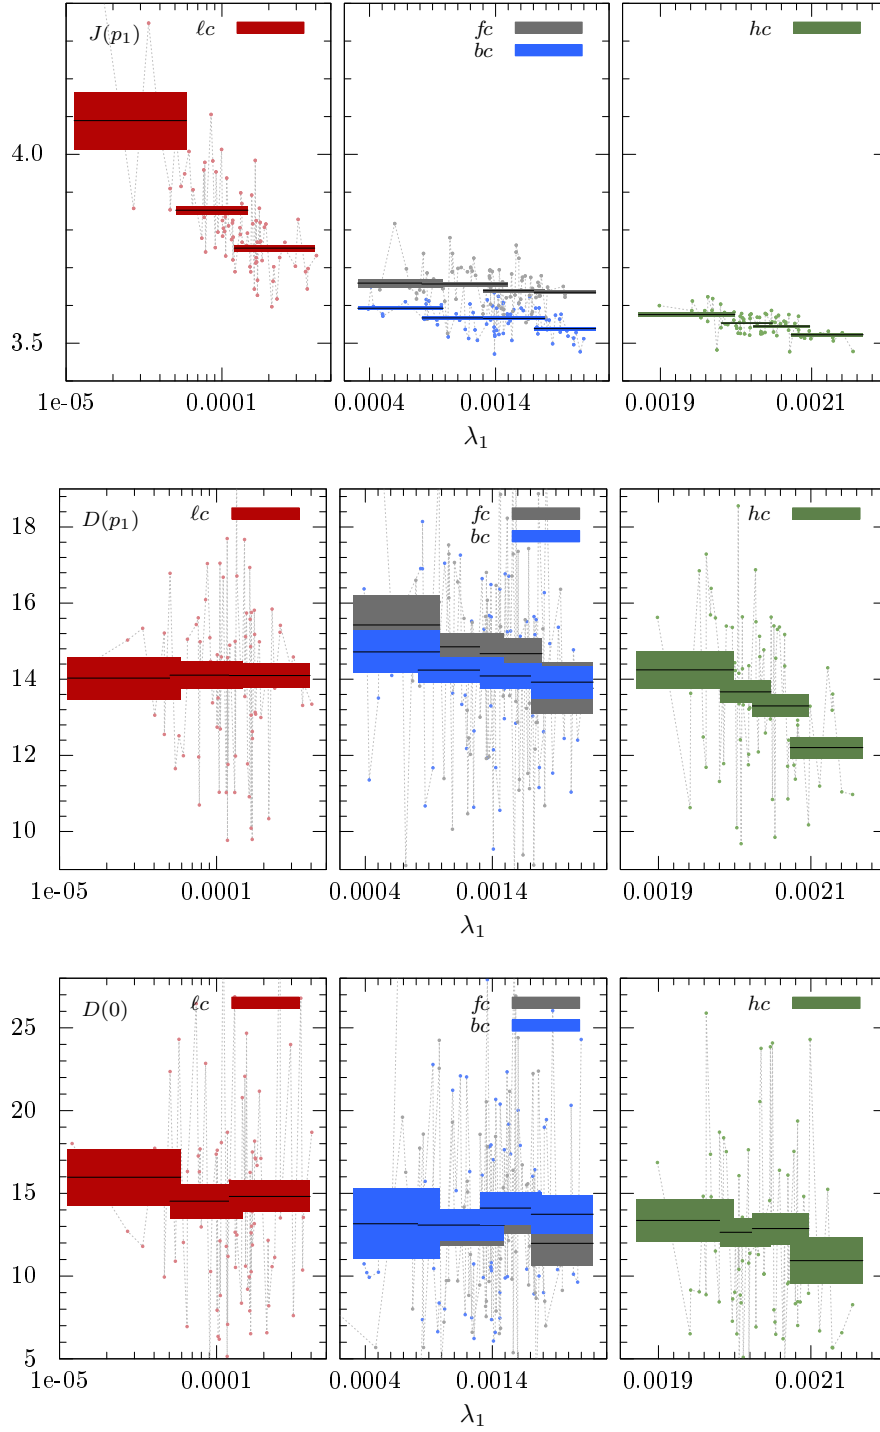 J(p₁) ℓc fc hc
bc
4.0
3.5
1e-05 0.0001 0.0004 0.0014 0.0019 0.0021
λ₁
D(p₁) ℓc fc hc
bc
18
16
14
12
10
1e-05 0.0001 0.0004 0.0014 0.0019 0.0021
λ₁
D(0) ℓc fc hc
bc
25
20
15
10
5
1e-05 0.0001 0.0004 0.0014 0.0019 0.0021
λ₁